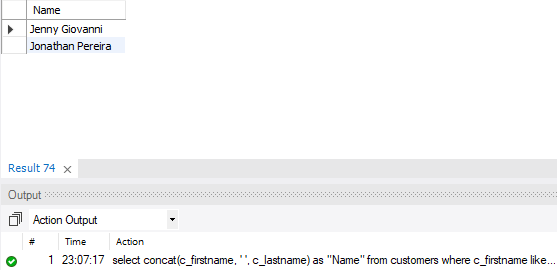 Name
Jenny Giovanni
Jonathan Pereira
Result 74
Output
Action Output
# Time Action
1 23:07:17 select concat(c_firstname, ' ', c_lastname) as "Name" from customers where c_firstname like...